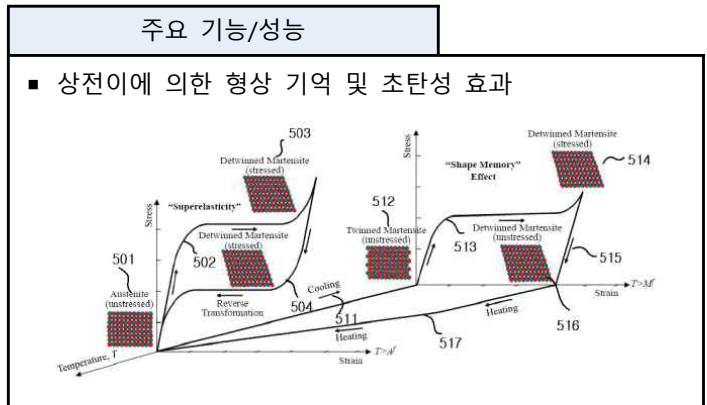 주요 기능/성능
▪ 상전이에 의한 형상 기억 및 초탄성 효과
503
Detwinned Martensite
(stressed)
"Superelasticity"
Stress
Detwinned Martensite
(stressed)
502
501
Austenite
(unstressed)
Reverse
Transformation
504
Cooling
511
Heating
Strain
T>Af
Temperature, T
Stress
"Shape Memory"
Effect
Detwinned Martensite
(stressed)
514
512
Twinned Martensite
(unstressed)
513
Detwinned Martensite
(unstressed)
515
Strain
T>Mf
516
Heating
517